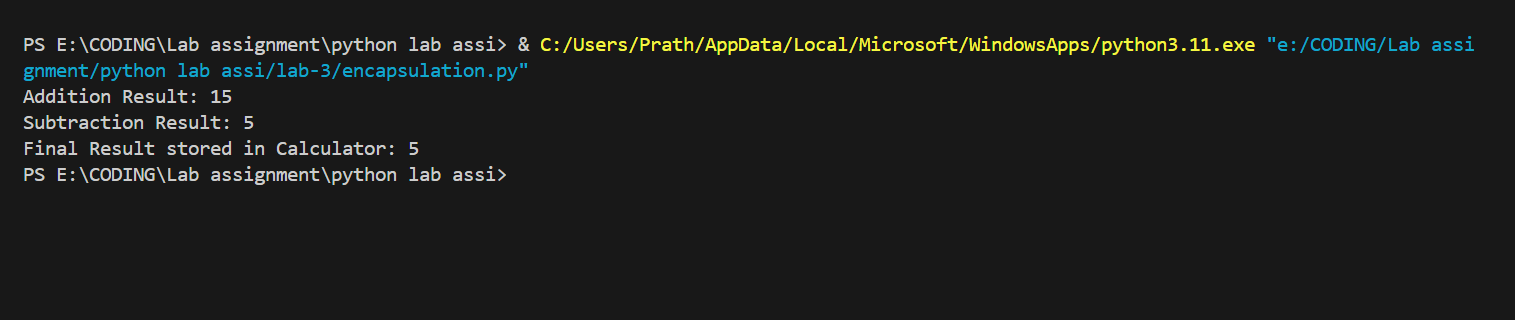 PS E:\CODING\Lab assignment\python lab assi> & C:/Users/Prath/AppData/Local/Microsoft/WindowsApps/python3.11.exe "e:/CODING/Lab assi
gnment/python lab assi/lab-3/encapsulation.py"
Addition Result: 15
Subtraction Result: 5
Final Result stored in Calculator: 5
PS E:\CODING\Lab assignment\python lab assi>